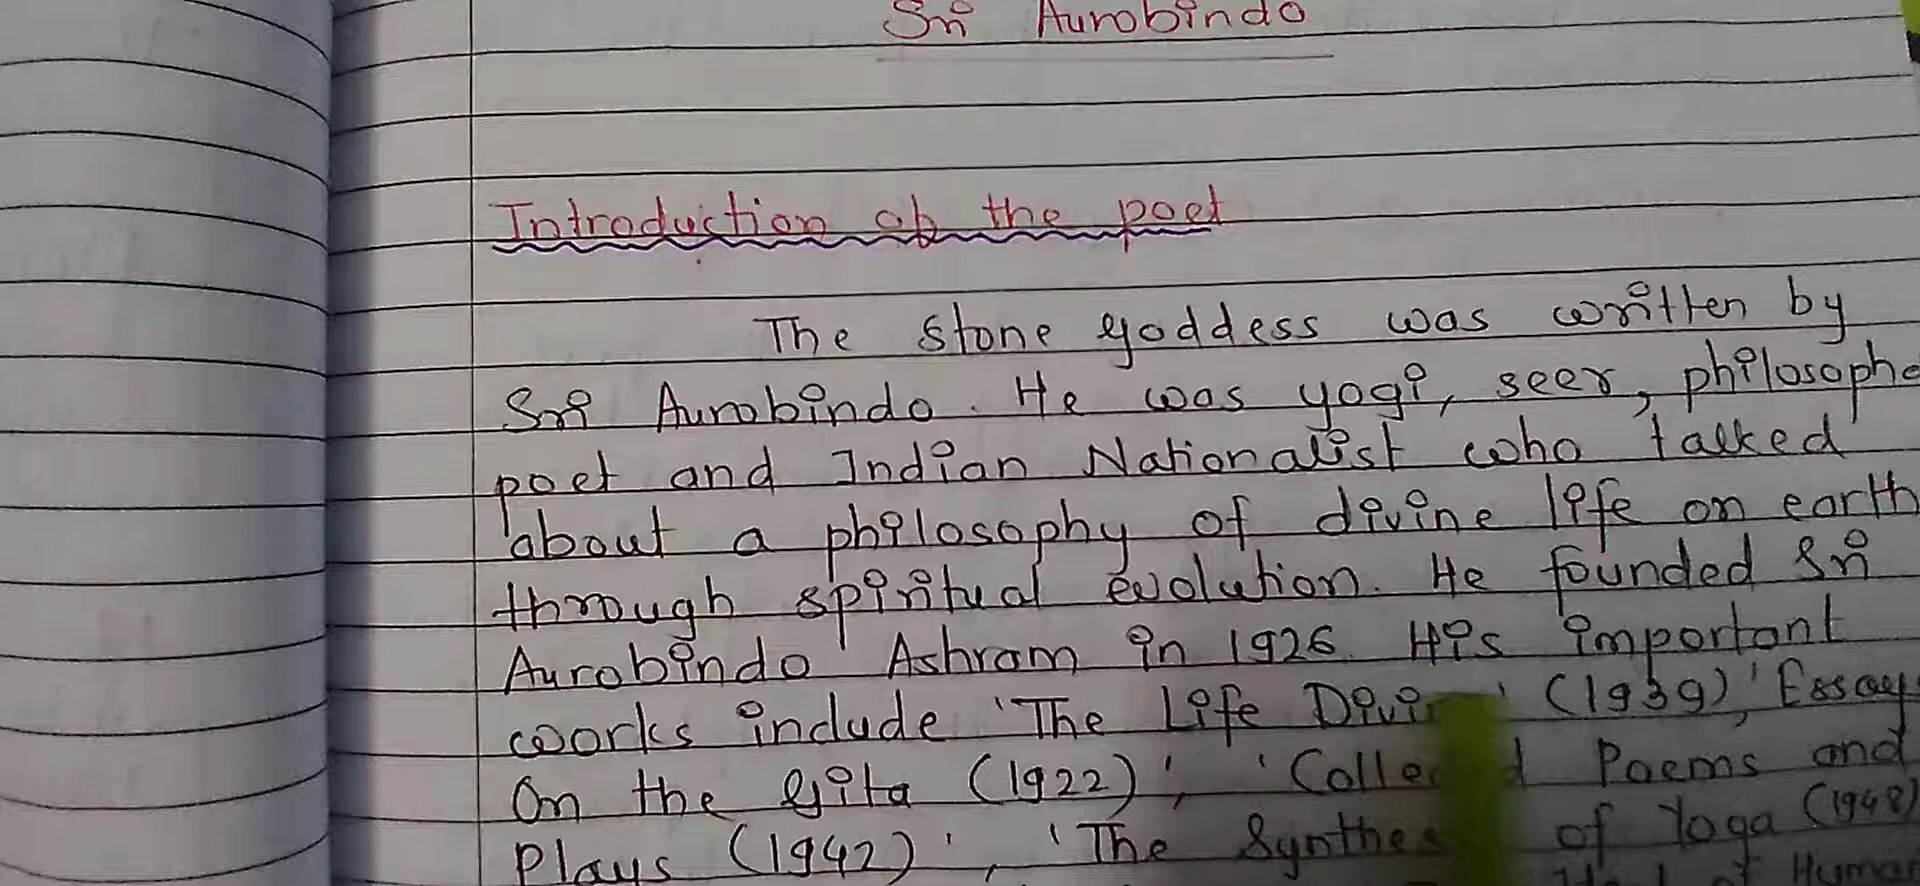 Sri Aurobindo
Introduction of the poet
The Stone Goddess was written by
Sri Aurobindo. He was yogi, seer, philosophe
poet and Indian Nationalist who talked
about a philosophy of divine life on earth
through spiritual evolution. He founded Sri
Aurobindo Ashram in 1926. His important
works include 'The Life Divin' (1939), 'Essay
On the Gita (1922)', 'Colle d Poems and
Plays (1942)', 'The Synthes of Yoga (1948)
of Human